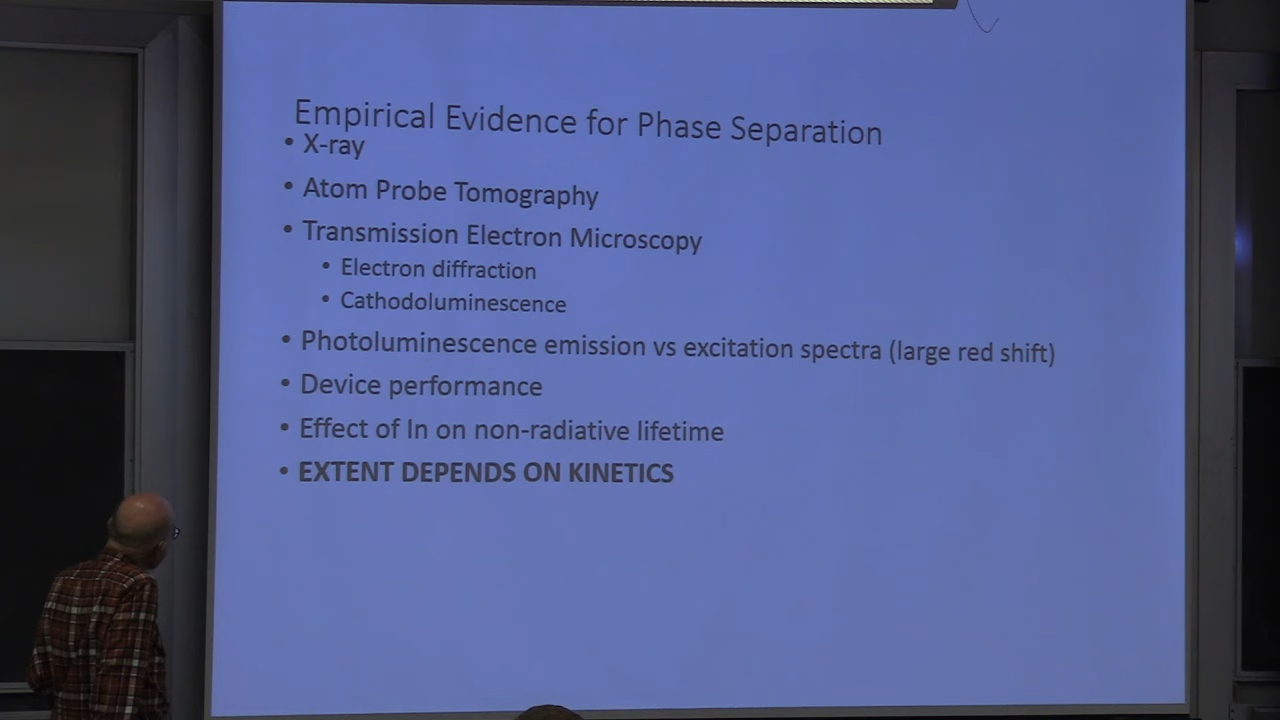 Empirical Evidence for Phase Separation
• X-ray
• Atom Probe Tomography
• Transmission Electron Microscopy
• Electron diffraction
• Cathodoluminescence
• Photoluminescence emission vs excitation spectra (large red shift)
• Device performance
• Effect of In on non-radiative lifetime
• EXTENT DEPENDS ON KINETICS